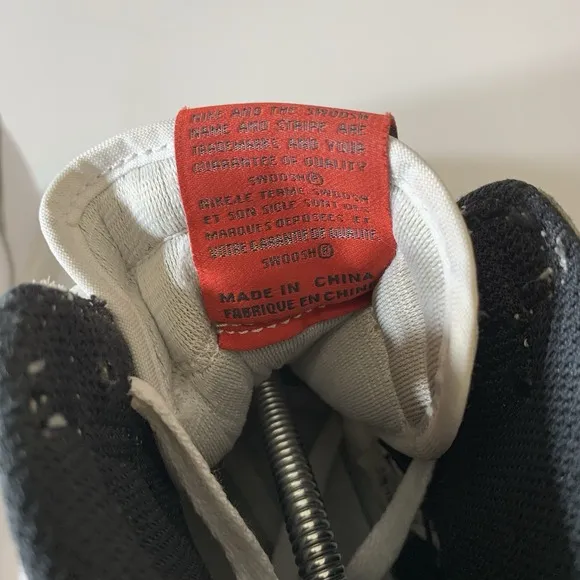 NIKE AND THE SWOOSH
NAME AND STRIPE ARE
TRADEMARKS AND YOUR
GUARANTEE OF QUALITY
SWOOSH®
NIKE.LE TERME SWOOSH
ET SON SIGLE SONT DES
MARQUES DEPOSEES ET
VOTRE GARANTIE DE QUALITE
SWOOSH®
MADE IN CHINA
FABRIQUE EN CHINE